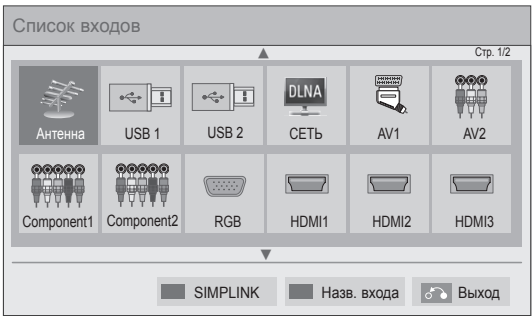 Список входов
Стр. 1/2
DLNA
Антенна USB 1 USB 2 СЕТЬ AV1 AV2
Component1 Component2 RGB HDMI1 HDMI2 HDMI3
SIMPLINK Назв. входа Выход